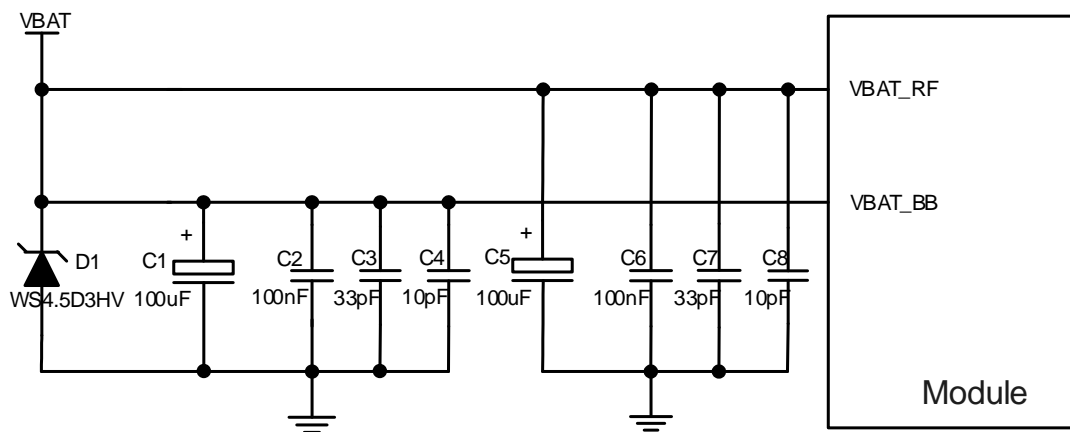 VBAT
VBAT_RF
VBAT_BB
+
D1
WS4.5D3HV
C1
100uF
C2
100nF
C3
33pF
C4
10pF
+
C5
100uF
C6
100nF
C7
33pF
C8
10pF
Module